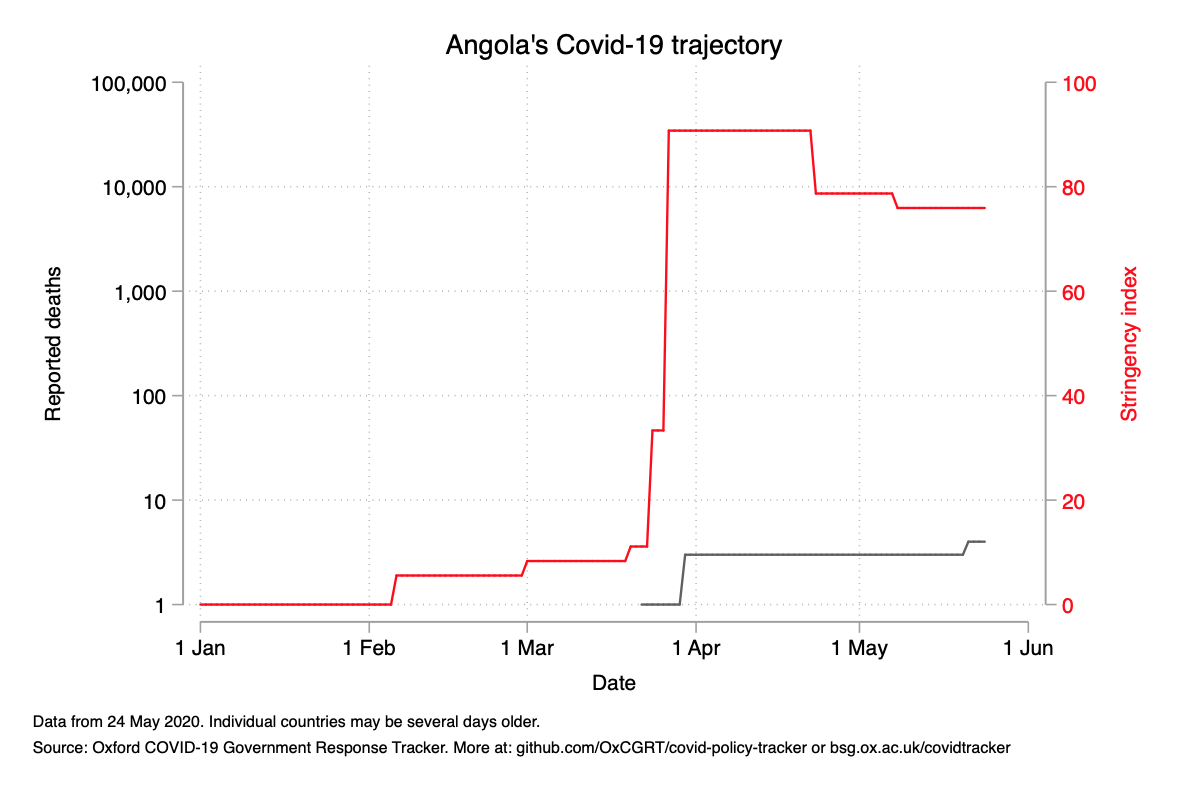 Angola's Covid-19 trajectory
100,000
10,000
1,000
100
10
1
Reported deaths
100
80
60
40
20
0
Stringency index
1 Jan
1 Feb
1 Mar
1 Apr
1 May
1 Jun
Date
Data from 24 May 2020. Individual countries may be several days older.
Source: Oxford COVID-19 Government Response Tracker. More at: github.com/OxCGRT/covid-policy-tracker or bsg.ox.ac.uk/covidtracker